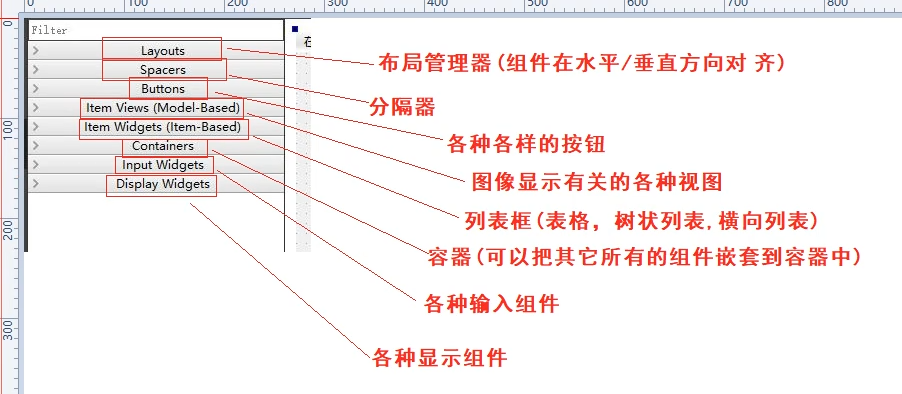 0 100 200 300 400 500 600 700 800
0
100
200
300
Filter
在
Layouts
Spacers
Buttons
Item Views (Model-Based)
Item Widgets (Item-Based)
Containers
Input Widgets
Display Widgets
布局管理器(组件在水平/垂直方向对 齐)
分隔器
各种各样的按钮
图像显示有关的各种视图
列表框(表格，树状列表,横向列表)
容器(可以把其它所有的组件嵌套到容器中)
各种输入组件
各种显示组件